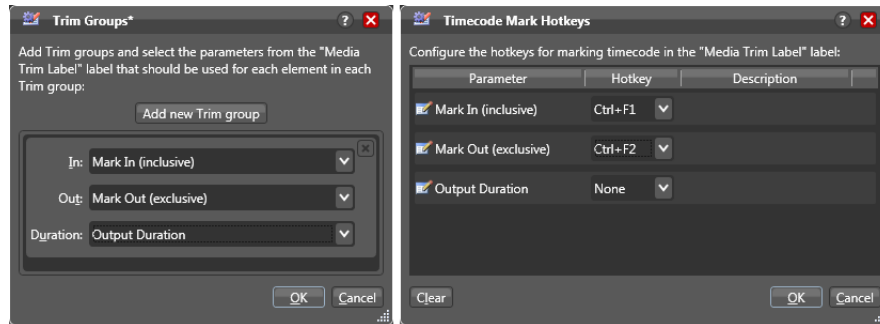 Trim Groups*
?
Add Trim groups and select the parameters from the "Media
Trim Label" label that should be used for each element in each
Trim group:
Add new Trim group
In: Mark In (inclusive)
Out: Mark Out (exclusive)
Duration: Output Duration
OK Cancel
Timecode Mark Hotkeys
?
Configure the hotkeys for marking timecode in the "Media Trim Label" label:
Parameter Hotkey Description
Mark In (inclusive) Ctrl+F1
Mark Out (exclusive) Ctrl+F2
Output Duration None
Clear OK Cancel